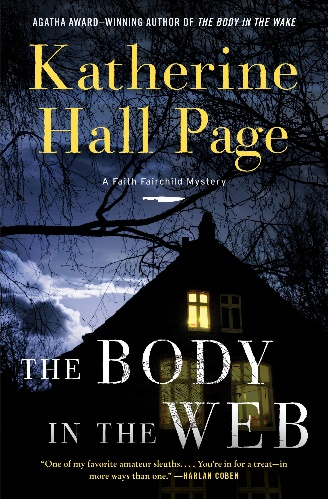 AGATHA AWARD–WINNING AUTHOR OF THE BODY IN THE WAKE
Katherine
Hall Page
A Faith Fairchild Mystery
THE BODY
IN THE WEB
"One of my favorite amateur sleuths. . . . You're in for a treat—in
more ways than one." —HARLAN COBEN